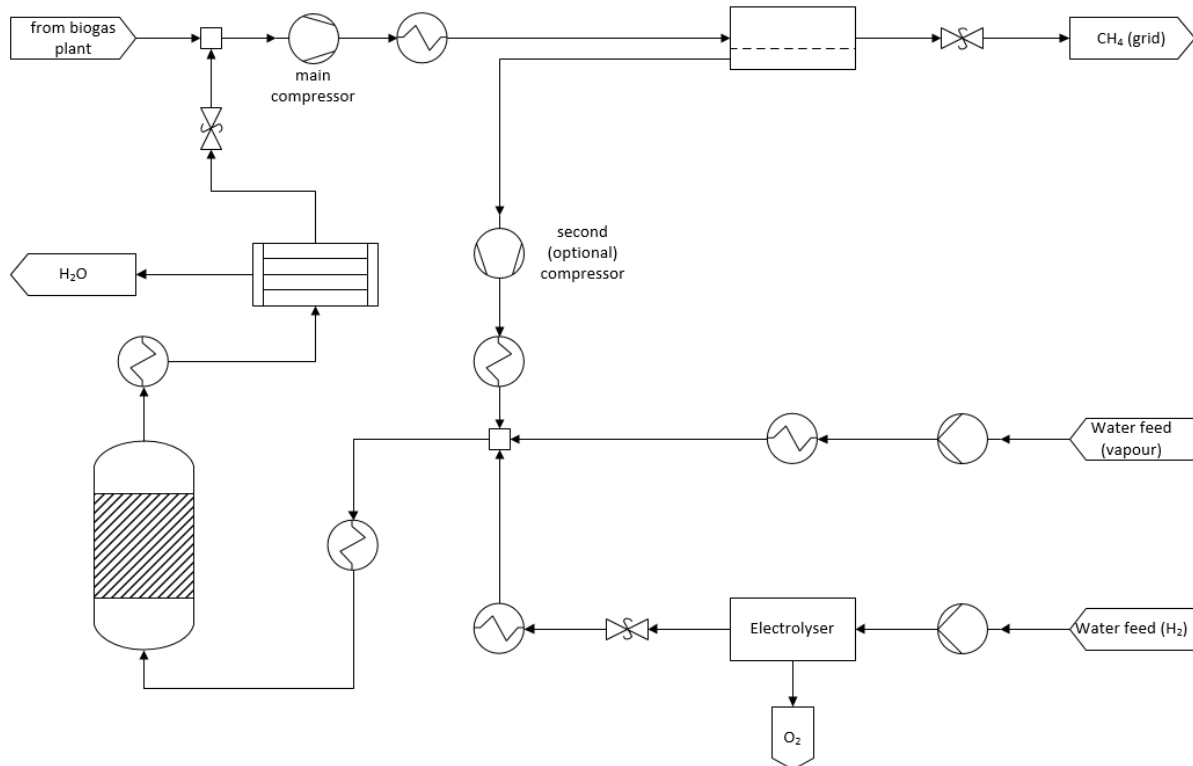 from biogas
plant
main
compressor
CH₄ (grid)
second
(optional)
compressor
H₂O
Water feed
(vapour)
Electrolyser
Water feed (H₂)
O₂